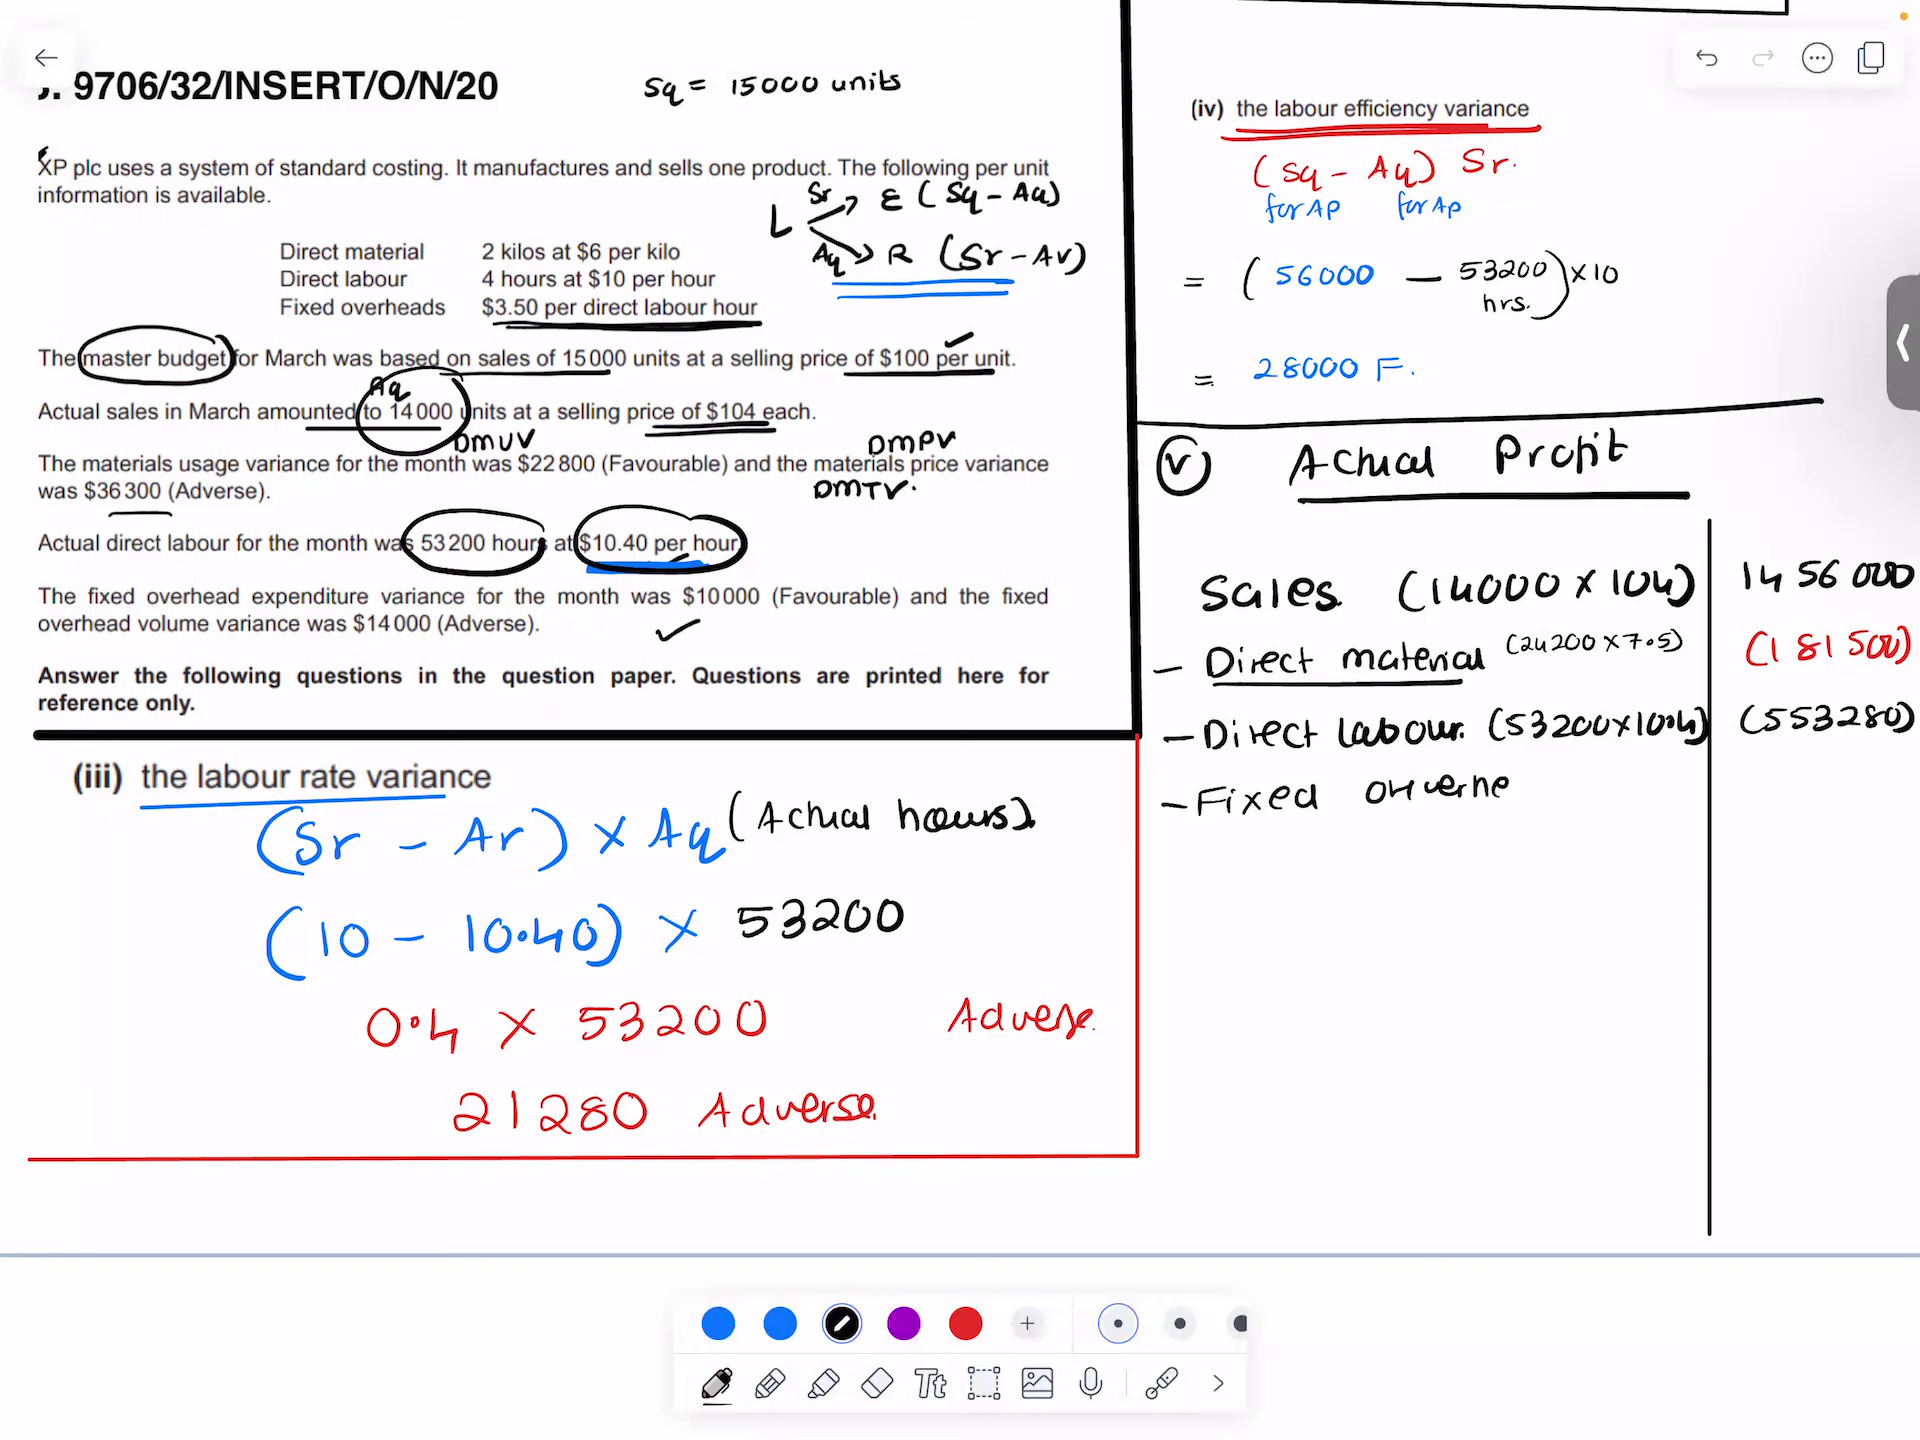 J. 9706/32/INSERT/O/N/20
Sq = 15000 units
XP plc uses a system of standard costing. It manufactures and sells one product. The following per unit
information is available.
L
Sr → E (Sq - Aq)
Aq → R (Sr - Ar)
Direct material 2 kilos at $6 per kilo
Direct labour 4 hours at $10 per hour
Fixed overheads $3.50 per direct labour hour
The master budget for March was based on sales of 15000 units at a selling price of $100 per unit.
Aq
Actual sales in March amounted to 14000 units at a selling price of $104 each.
DMUV DMPV
The materials usage variance for the month was $22800 (Favourable) and the materials price variance
was $36300 (Adverse).
DMTV.
Actual direct labour for the month was 53200 hours at $10.40 per hour.
The fixed overhead expenditure variance for the month was $10000 (Favourable) and the fixed
overhead volume variance was $14000 (Adverse).
Answer the following questions in the question paper. Questions are printed here for
reference only.
(iii) the labour rate variance
(Sr - Ar) × Aq (Actual hours).
(10 - 10.40) × 53200
0.4 × 53200 Adverse.
21280 Adverse.
(iv) the labour efficiency variance
(Sq - Aq) Sr.
for AP for AP
= (56000 - 53200) × 10
hrs.
= 28000 F.
(v) Actual Profit
Sales. (14000 × 104) 1456000
- Direct material (24200 × 7.5) (181500)
- Direct labour. (53200×10.4) (553280)
- Fixed overhe
Tt